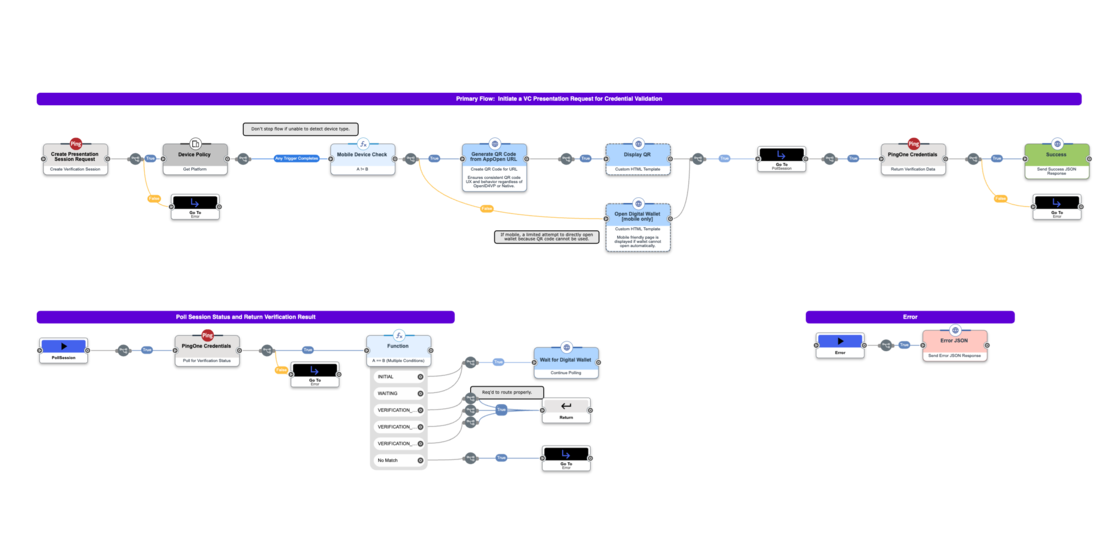 Primary Flow: Initiate a VC Presentation Request for Credential Validation
Don't stop flow if unable to detect device type.
Ping
Create Presentation
Session Request
Create Verification Session
True
False
Go To
Error
Device Policy
Get Platform
Any Trigger Completes
Mobile Device Check
A != B
True
False
Generate QR Code
from AppOpen URL
Create QR Code for URL
Ensures consistent QR code
UX and behavior regardless of
OpenID4VP or Native.
True
Display QR
Custom HTML Template
If mobile, a limited attempt to directly open
wallet because QR code cannot be used.
Open Digital Wallet
[mobile only]
Custom HTML Template
Mobile friendly page is
displayed if wallet cannot
open automatically.
True
Go To
PollSession
True
Ping
PingOne Credentials
Return Verification Data
True
False
Go To
Error
Success
Send Success JSON
Response
Poll Session Status and Return Verification Result
PollSession
True
Ping
PingOne Credentials
Poll for Verification Status
True
False
Go To
Error
Function
A == B (Multiple Conditions)
INITIAL
WAITING
VERIFICATION_...
VERIFICATION_...
VERIFICATION_...
No Match
True
Wait for Digital Wallet
Continue Polling
Req'd to route properly.
True
Return
True
Go To
Error
Error
Error
True
Error JSON
Send Error JSON Response